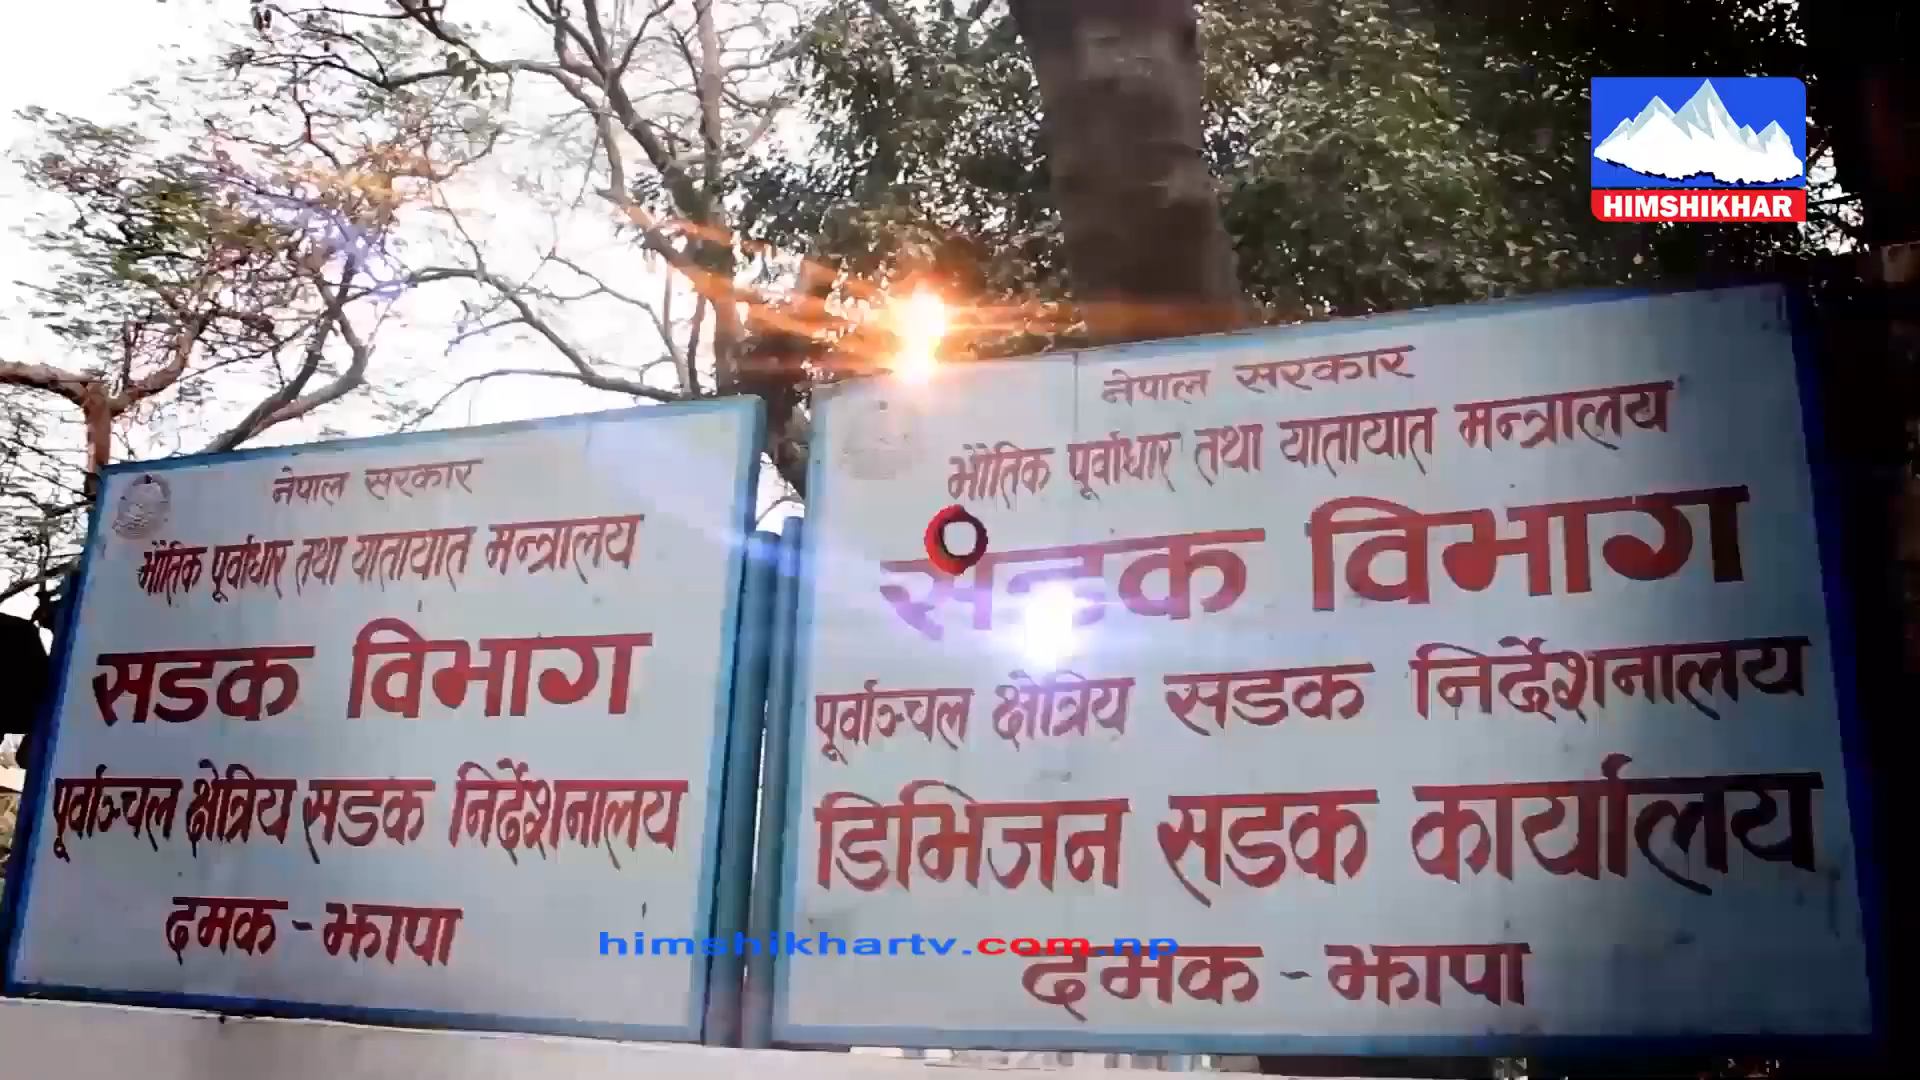 HIMSHIKHAR
नेपाल सरकार
भौतिक पूर्वाधार तथा यातायात मन्त्रालय
सडक विभाग
पूर्वाञ्चल क्षेत्रिय सडक निर्देशनालय
दमक - झापा
नेपाल सरकार
भौतिक पूर्वाधार तथा यातायात मन्त्रालय
सडक विभाग
पूर्वाञ्चल क्षेत्रिय सडक निर्देशनालय
डिभिजन सडक कार्यालय
दमक - झापा
himshikhartv.com.np